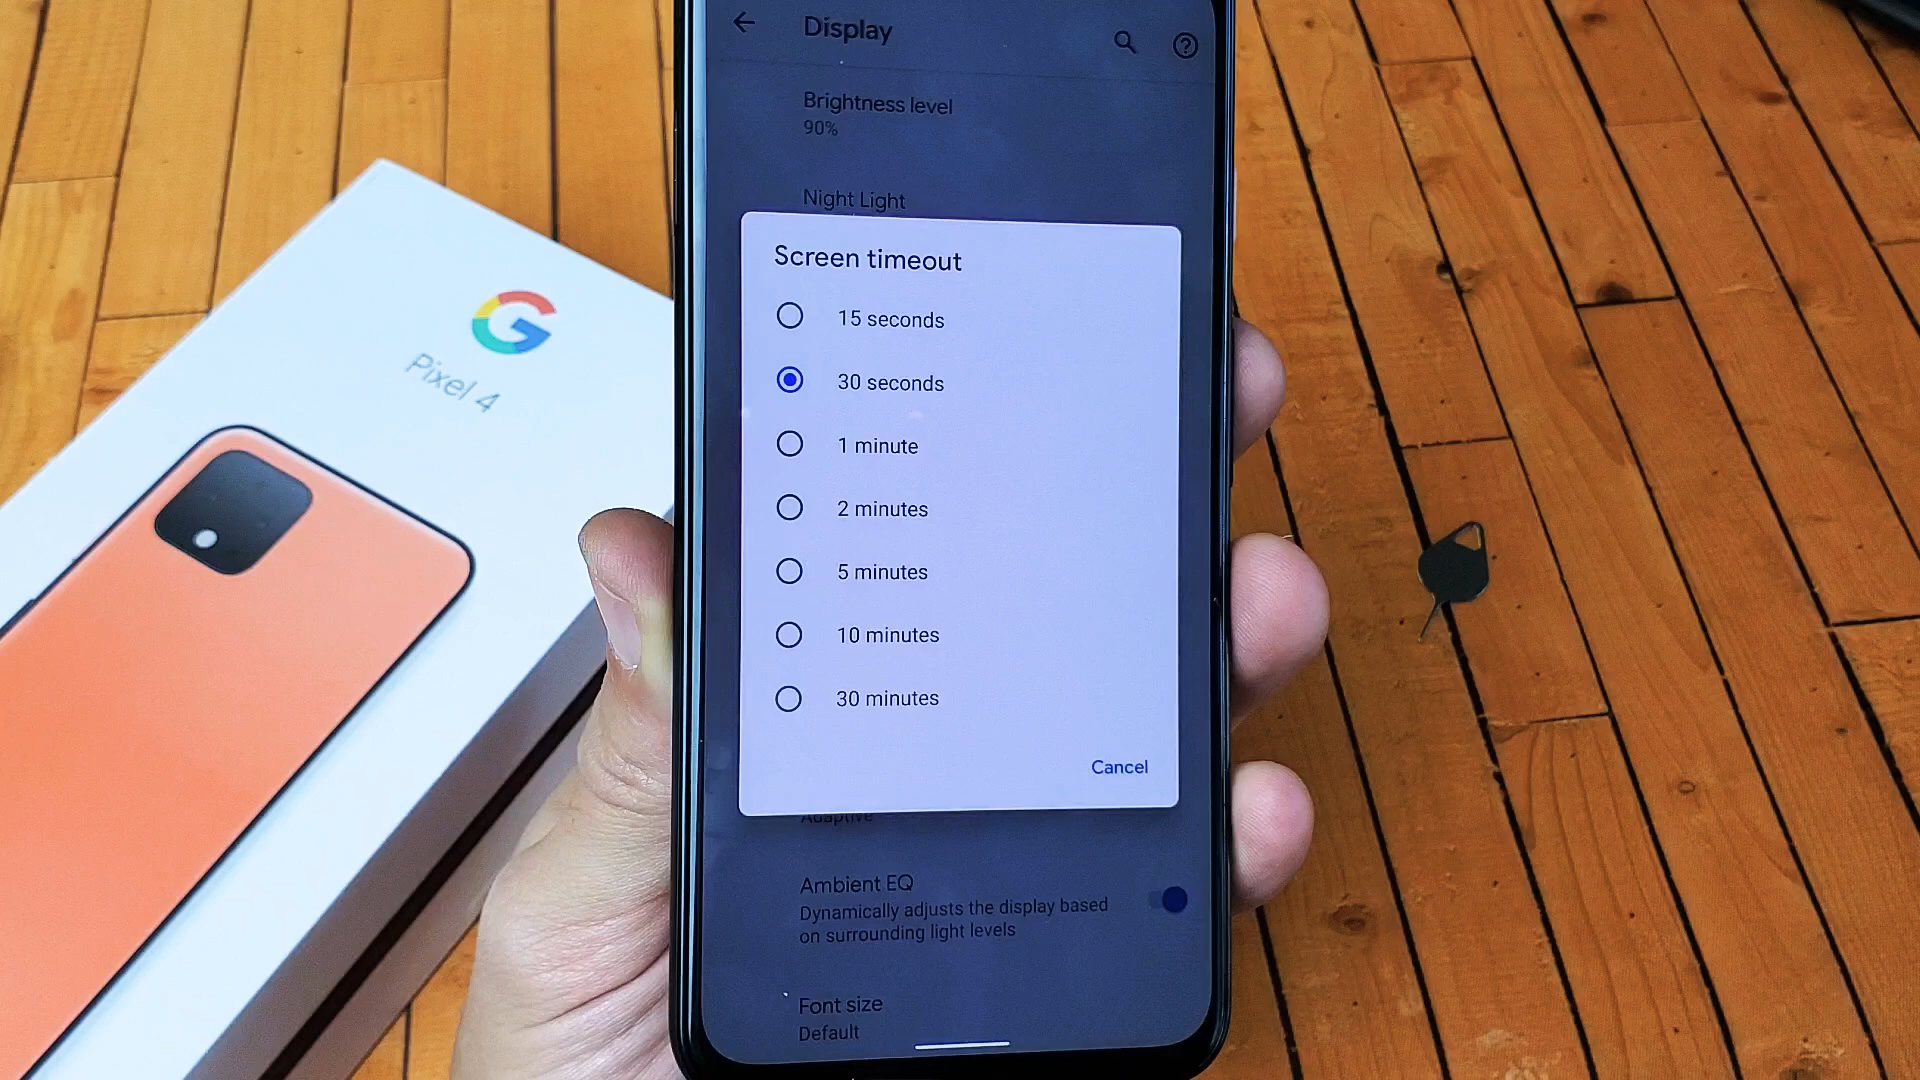 Display
Brightness level
90%
Night Light
Screen timeout
15 seconds
30 seconds
1 minute
2 minutes
5 minutes
10 minutes
30 minutes
Cancel
Adaptive
Ambient EQ
Dynamically adjusts the display based
on surrounding light levels
Font size
Default
G
Pixel 4